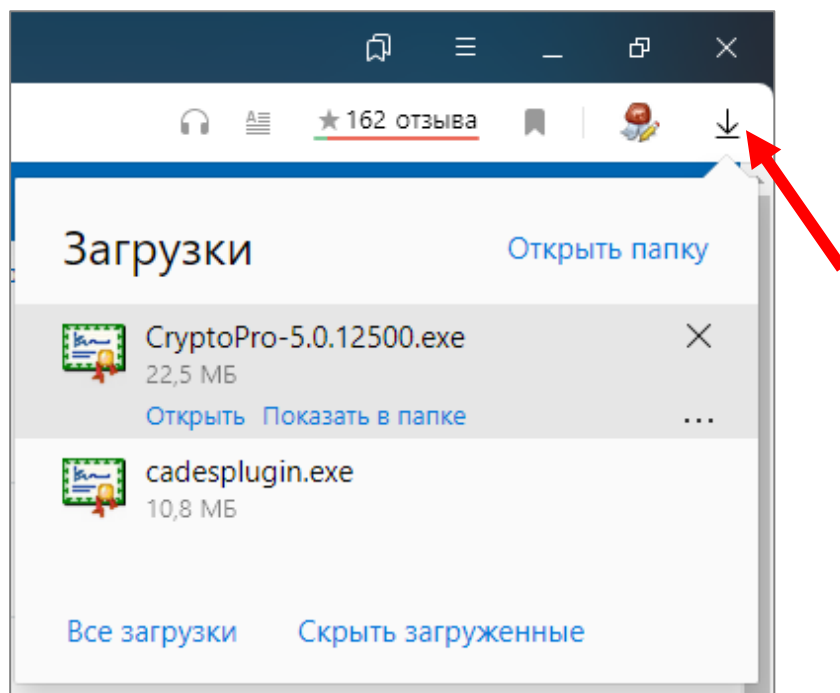 162 отзыва
Загрузки
Открыть папку
CryptoPro-5.0.12500.exe
22,5 МБ
Открыть Показать в папке
cadesplugin.exe
10,8 МБ
Все загрузки Скрыть загруженные